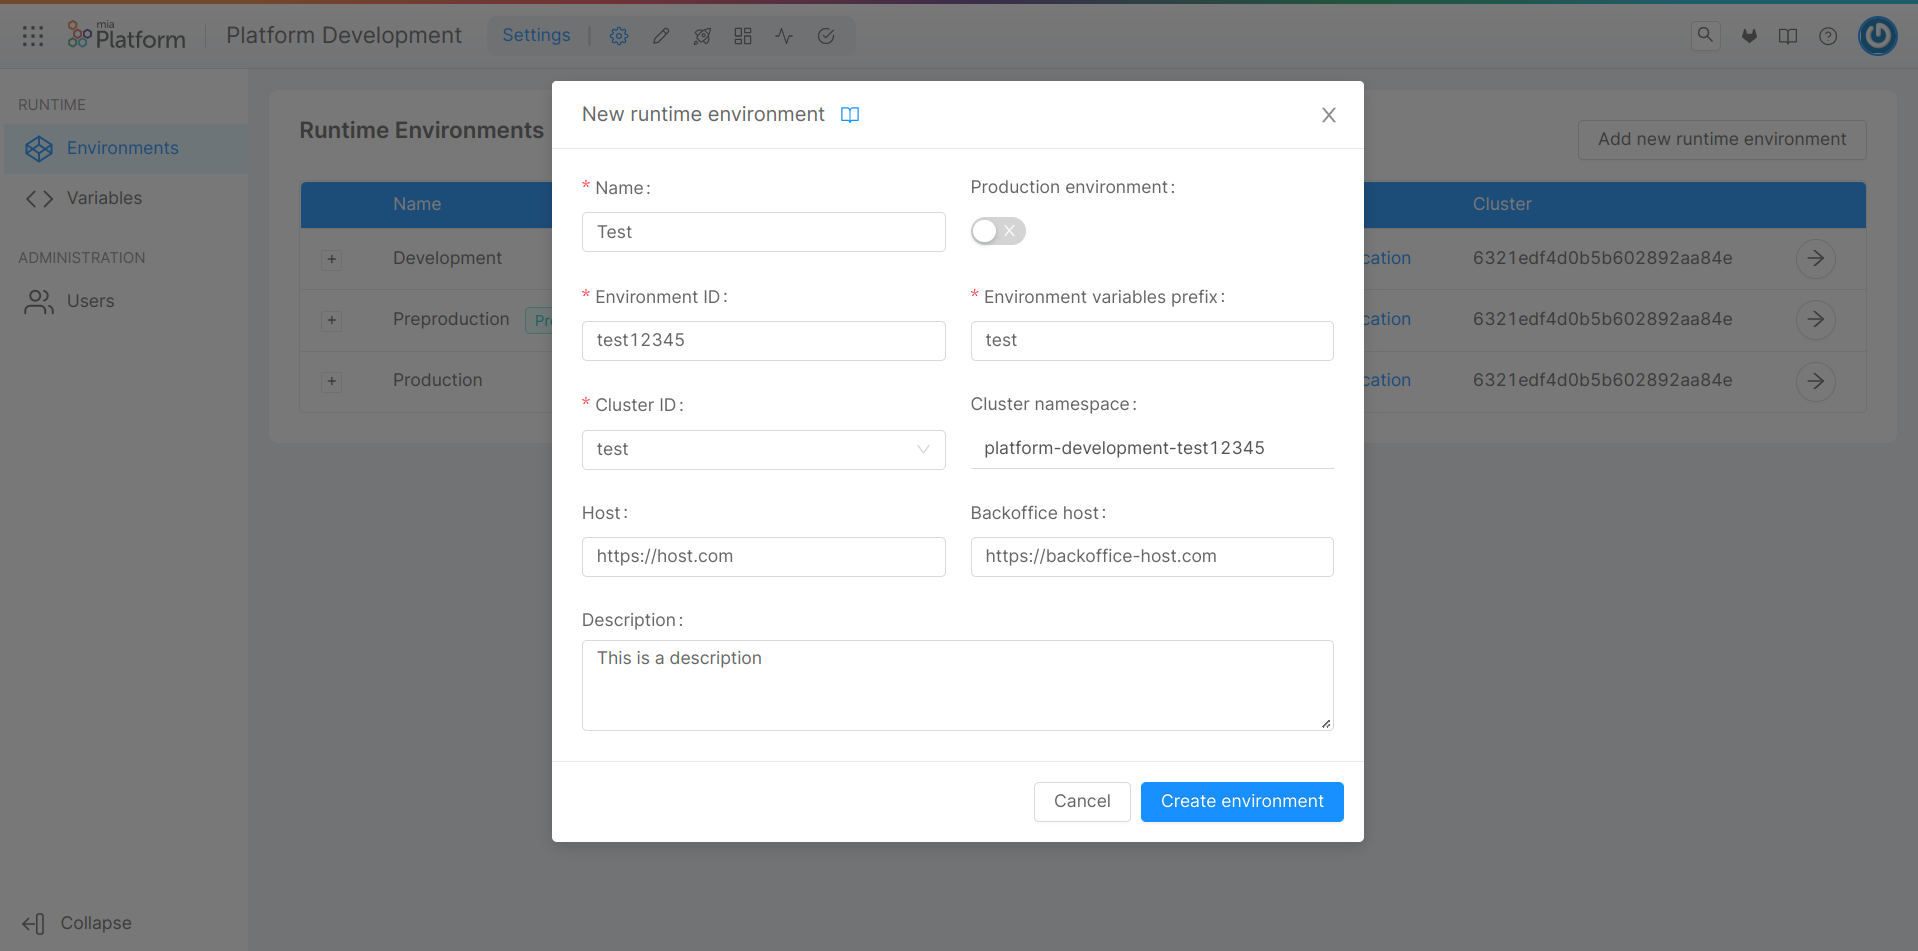 mia
Platform
Platform Development
Settings
RUNTIME
Environments
Variables
ADMINISTRATION
Users
Collapse
Runtime Environments
Add new runtime environment
Name
Cluster
Development
cation
6321edf4d0b5b602892aa84e
Preproduction
Pr
cation
6321edf4d0b5b602892aa84e
Production
cation
6321edf4d0b5b602892aa84e
New runtime environment
* Name:
Test
Production environment:
* Environment ID:
test12345
* Environment variables prefix:
test
* Cluster ID:
test
Cluster namespace:
platform-development-test12345
Host:
https://host.com
Backoffice host:
https://backoffice-host.com
Description:
This is a description
Cancel
Create environment